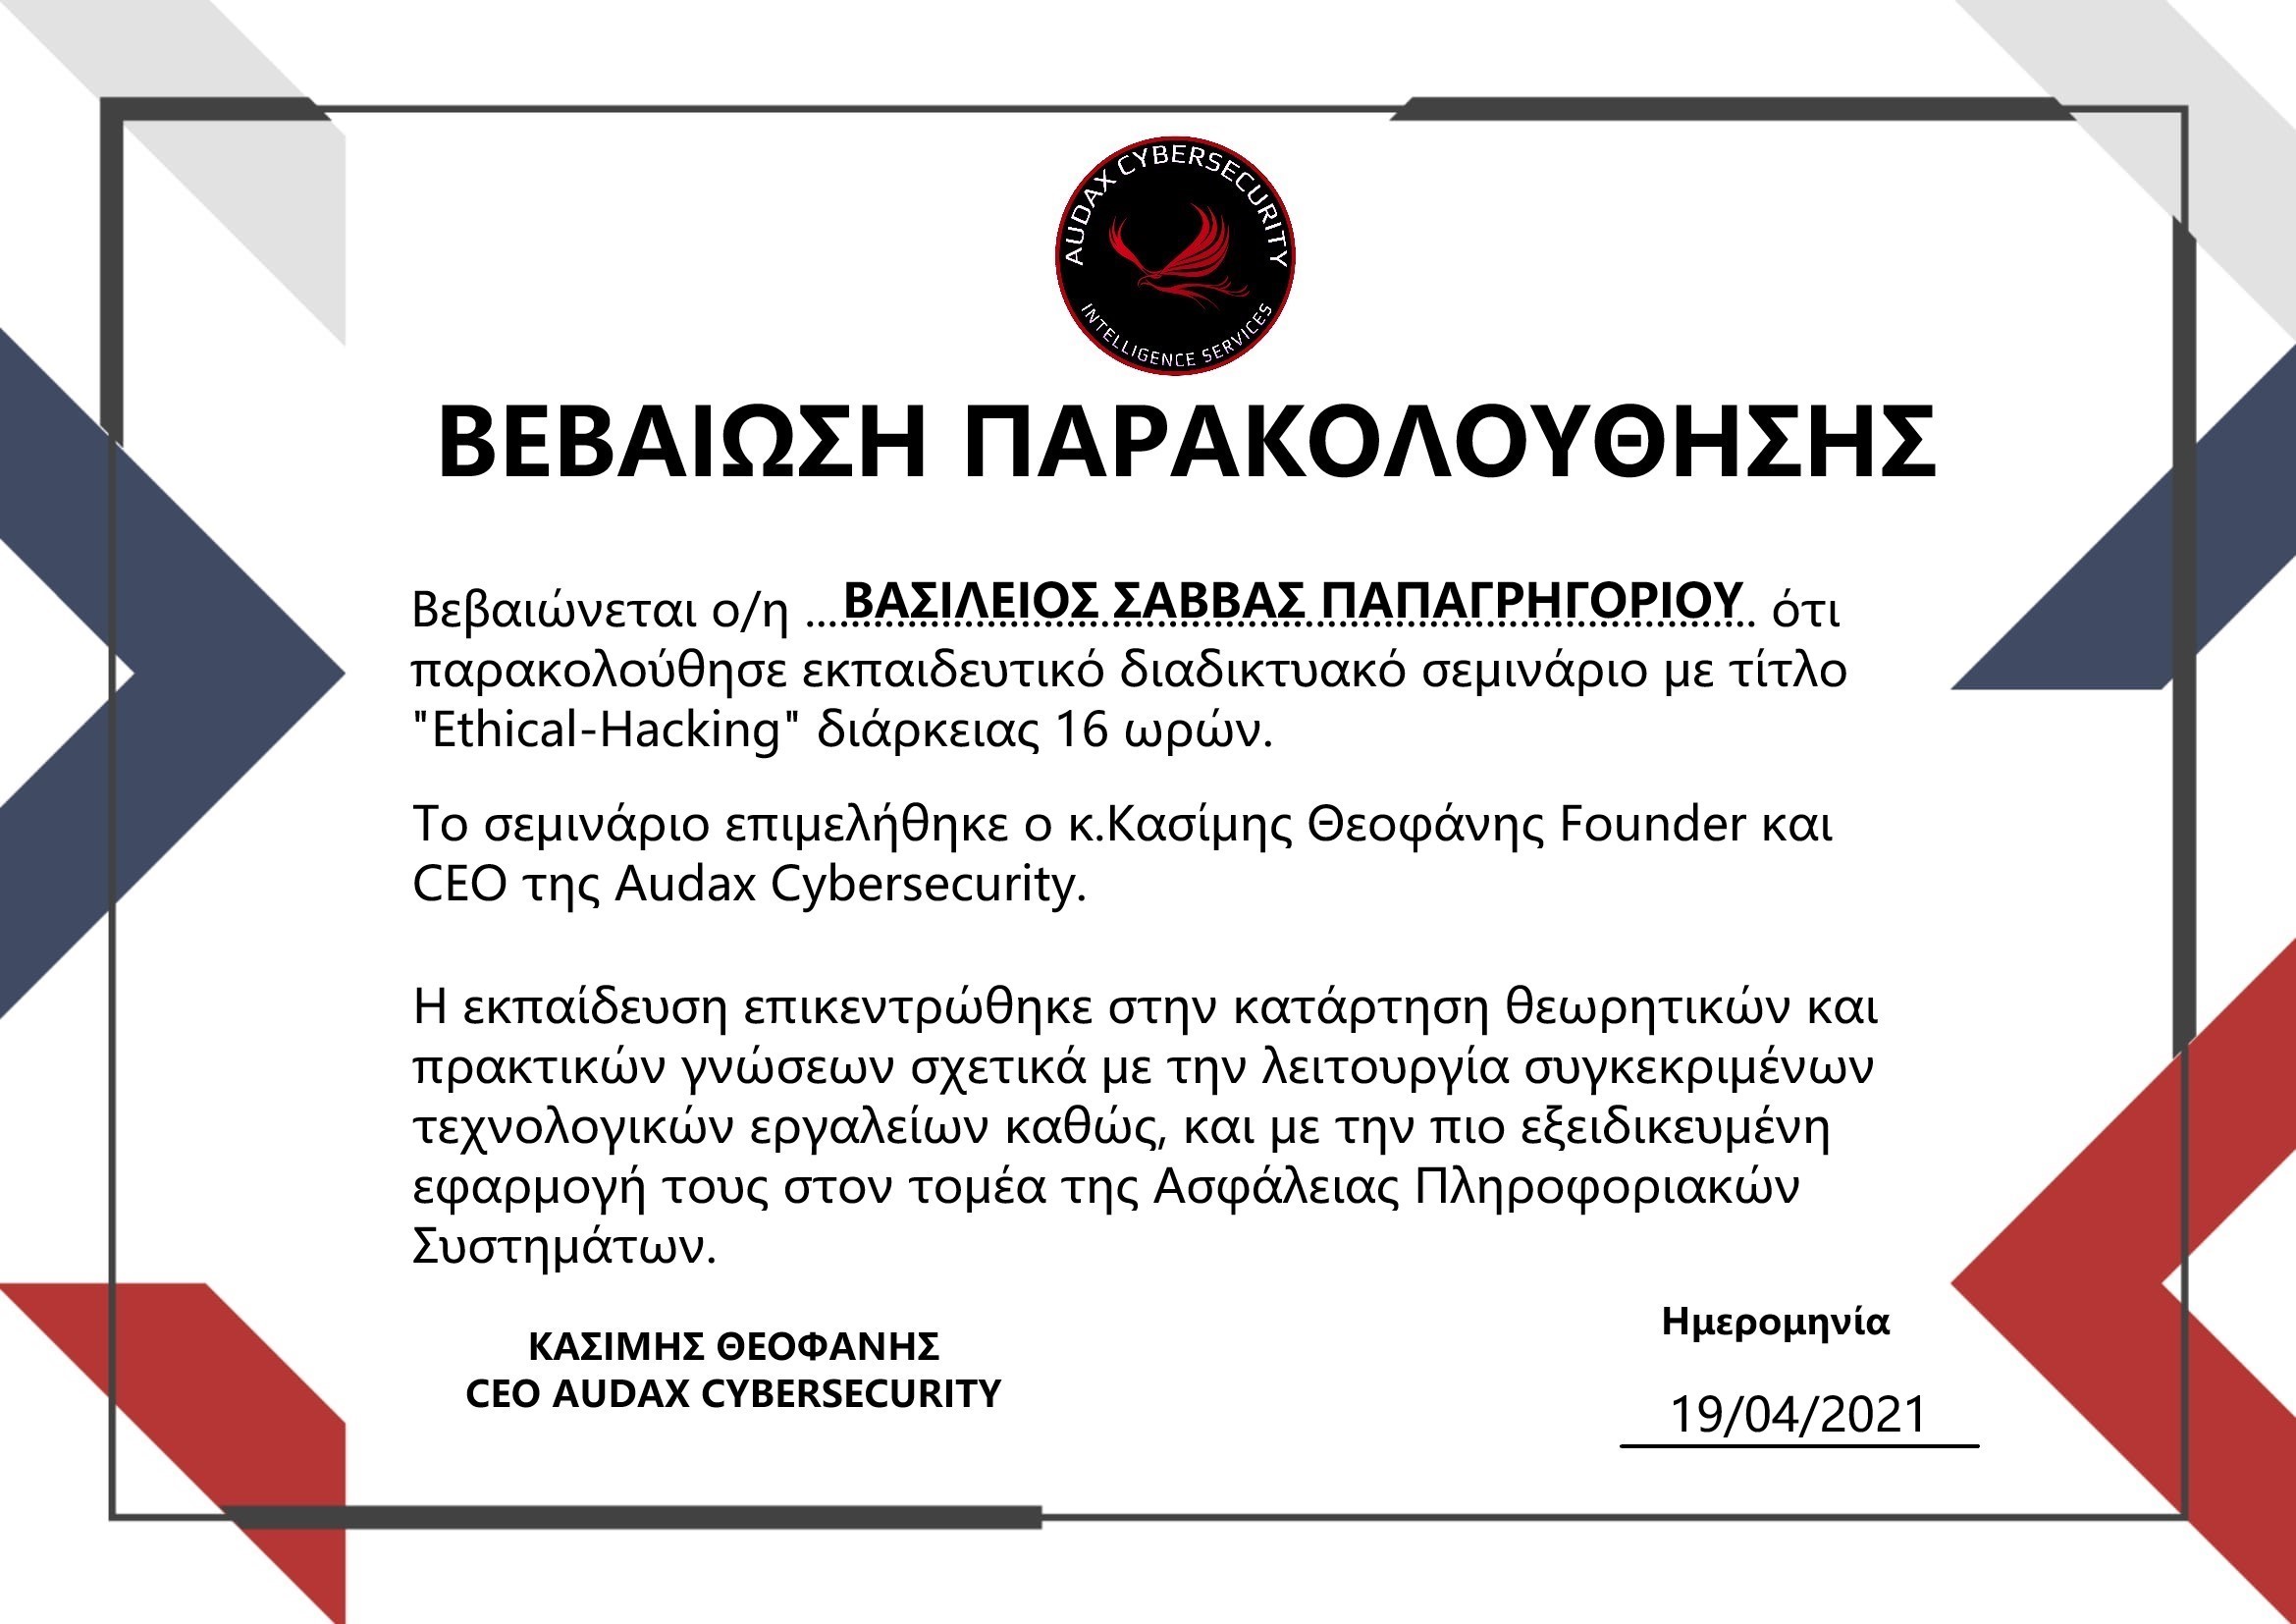 AUDAX CYBERSECURITY
INTELLIGENCE SERVICES
ΒΕΒΑΙΩΣΗ ΠΑΡΑΚΟΛΟΥΘΗΣΗΣ
Βεβαιώνεται ο/η ΒΑΣΙΛΕΙΟΣ ΣΑΒΒΑΣ ΠΑΠΑΓΡΗΓΟΡΙΟΥ ότι
παρακολούθησε εκπαιδευτικό διαδικτυακό σεμινάριο με τίτλο
"Ethical-Hacking" διάρκειας 16 ωρών.
Το σεμινάριο επιμελήθηκε ο κ.Κασίμης Θεοφάνης Founder και
CEO της Audax Cybersecurity.
Η εκπαίδευση επικεντρώθηκε στην κατάρτηση θεωρητικών και
πρακτικών γνώσεων σχετικά με την λειτουργία συγκεκριμένων
τεχνολογικών εργαλείων καθώς, και με την πιο εξειδικευμένη
εφαρμογή τους στον τομέα της Ασφάλειας Πληροφοριακών
Συστημάτων.
ΚΑΣΙΜΗΣ ΘΕΟΦΑΝΗΣ
CEO AUDAX CYBERSECURITY
Ημερομηνία
19/04/2021